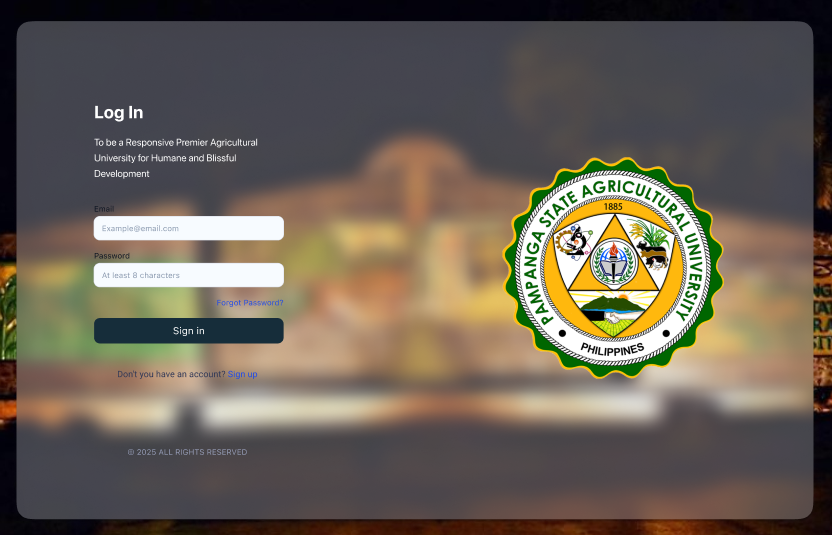 Log In
To be a Responsive Premier Agricultural
University for Humane and Blissful
Development
Email
Example@email.com
Password
At least 8 characters
Forgot Password?
Sign in
Don't you have an account? Sign up
© 2025 ALL RIGHTS RESERVED
PAMPANGA STATE AGRICULTURAL UNIVERSITY
1885
PHILIPPINES